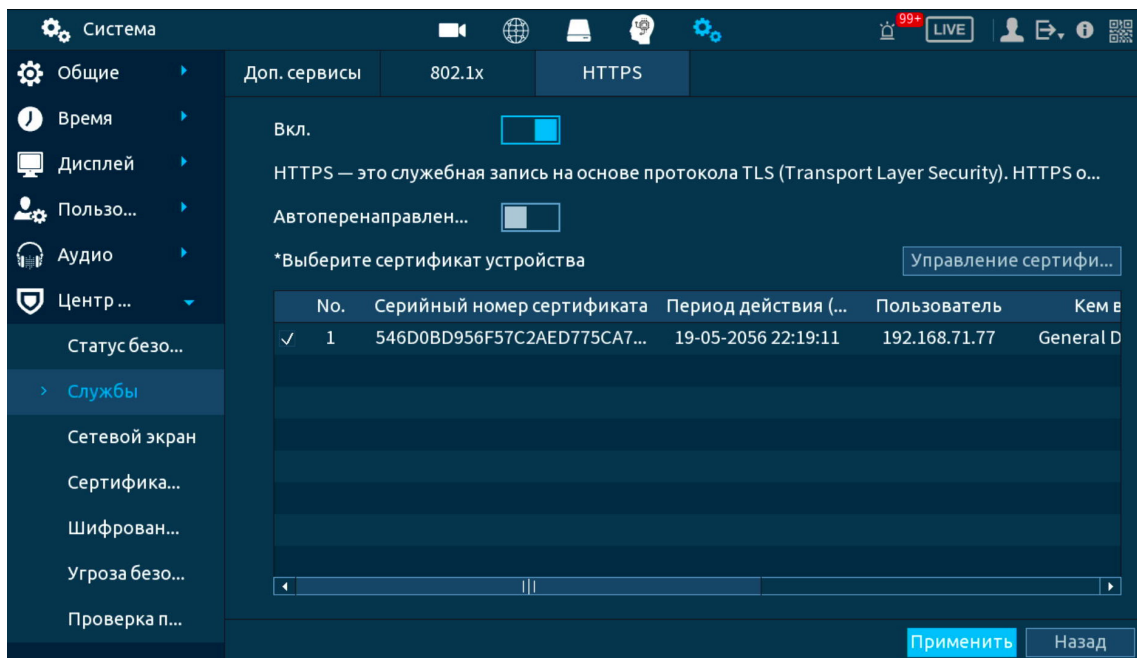 Система
99+
LIVE
Общие
Время
Дисплей
Пользо...
Аудио
Центр ...
Статус безо...
Службы
Сетевой экран
Сертифика...
Шифрован...
Угроза безо...
Проверка п...
Доп. сервисы 802.1x HTTPS
Вкл.
HTTPS — это служебная запись на основе протокола TLS (Transport Layer Security). HTTPS о...
Автоперенаправлен...
*Выберите сертификат устройства Управление сертифи...
No. Серийный номер сертификата Период действия (... Пользователь Кем в
1 546D0BD956F57C2AED775CA7... 19-05-2056 22:19:11 192.168.71.77 General D
Применить Назад